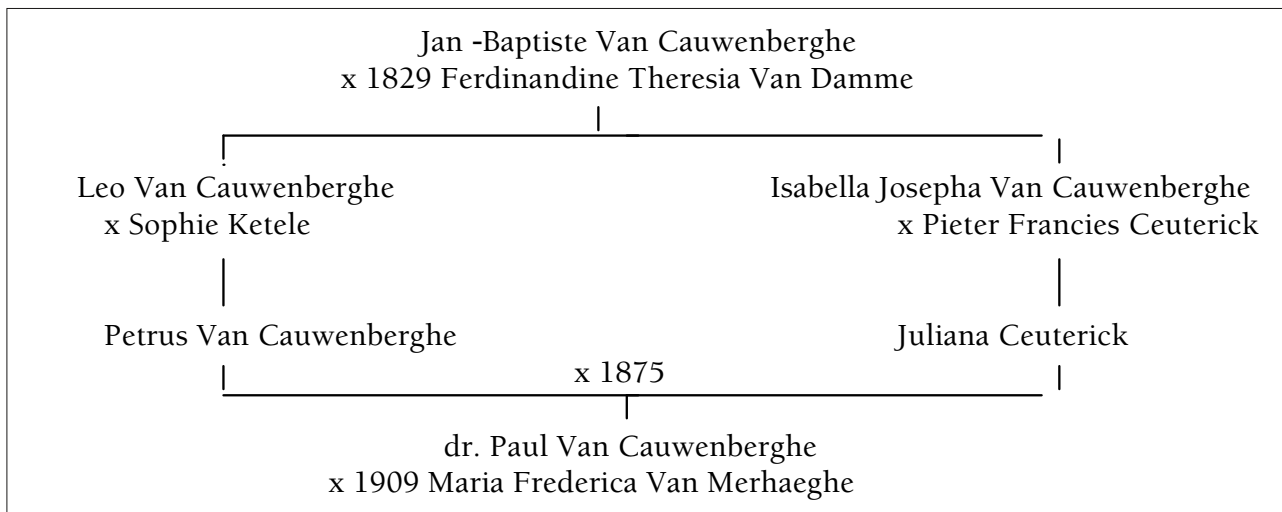 Jan -Baptiste Van Cauwenberghe
x 1829 Ferdinandine Theresia Van Damme
Leo Van Cauwenberghe
x Sophie Ketele
Isabella Josepha Van Cauwenberghe
x Pieter Francies Ceuterick
Petrus Van Cauwenberghe
Juliana Ceuterick
x 1875
dr. Paul Van Cauwenberghe
x 1909 Maria Frederica Van Merhaeghe